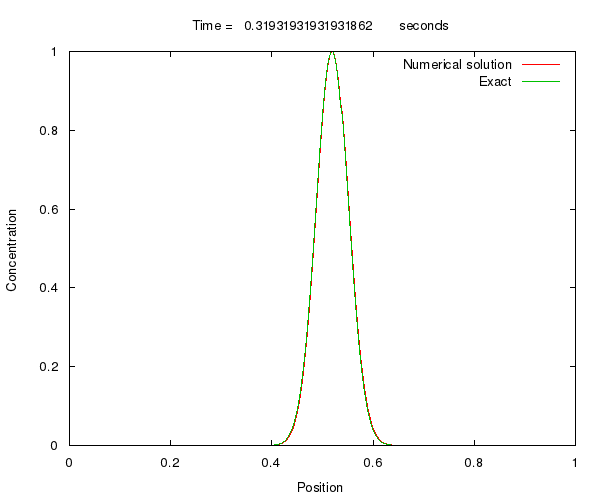 Time = 0.31931931931931862 seconds
Numerical solution
Exact
1
0.8
0.6
0.4
0.2
0
Concentration
0 0.2 0.4 0.6 0.8 1
Position